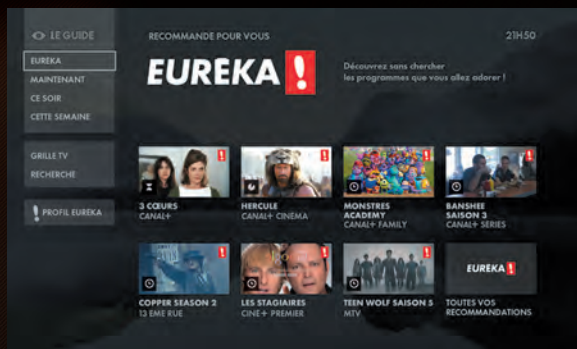 LE GUIDE
RECOMMANDE POUR VOUS
21H50
EUREKA
MAINTENANT
CE SOIR
CETTE SEMAINE
GRILLE TV
RECHERCHE
! PROFIL EUREKA
EUREKA!
Découvrez sans chercher
les programmes que vous allez adorer !
3 CŒURS
CANAL+
HERCULE
CANAL+ CINÉMA
MONSTRES
ACADEMY
CANAL+ FAMILY
BANSHEE
SAISON 3
CANAL+ SERIES
COPPER SEASON 2
13 EME RUE
LES STAGIAIRES
CINE+ PREMIER
TEEN WOLF SAISON 5
MTV
EUREKA!
TOUTES VOS
RECOMMANDATIONS